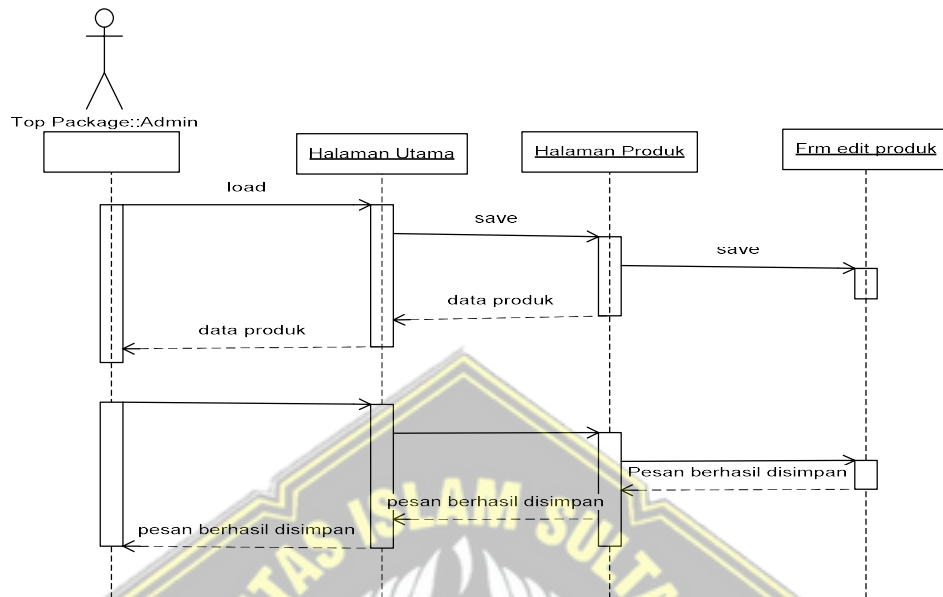 Top Package::Admin
Halaman Utama
Halaman Produk
Frm edit produk
load
save
save
data produk
data produk
Pesan berhasil disimpan
pesan berhasil disimpan
pesan berhasil disimpan
ISLAM